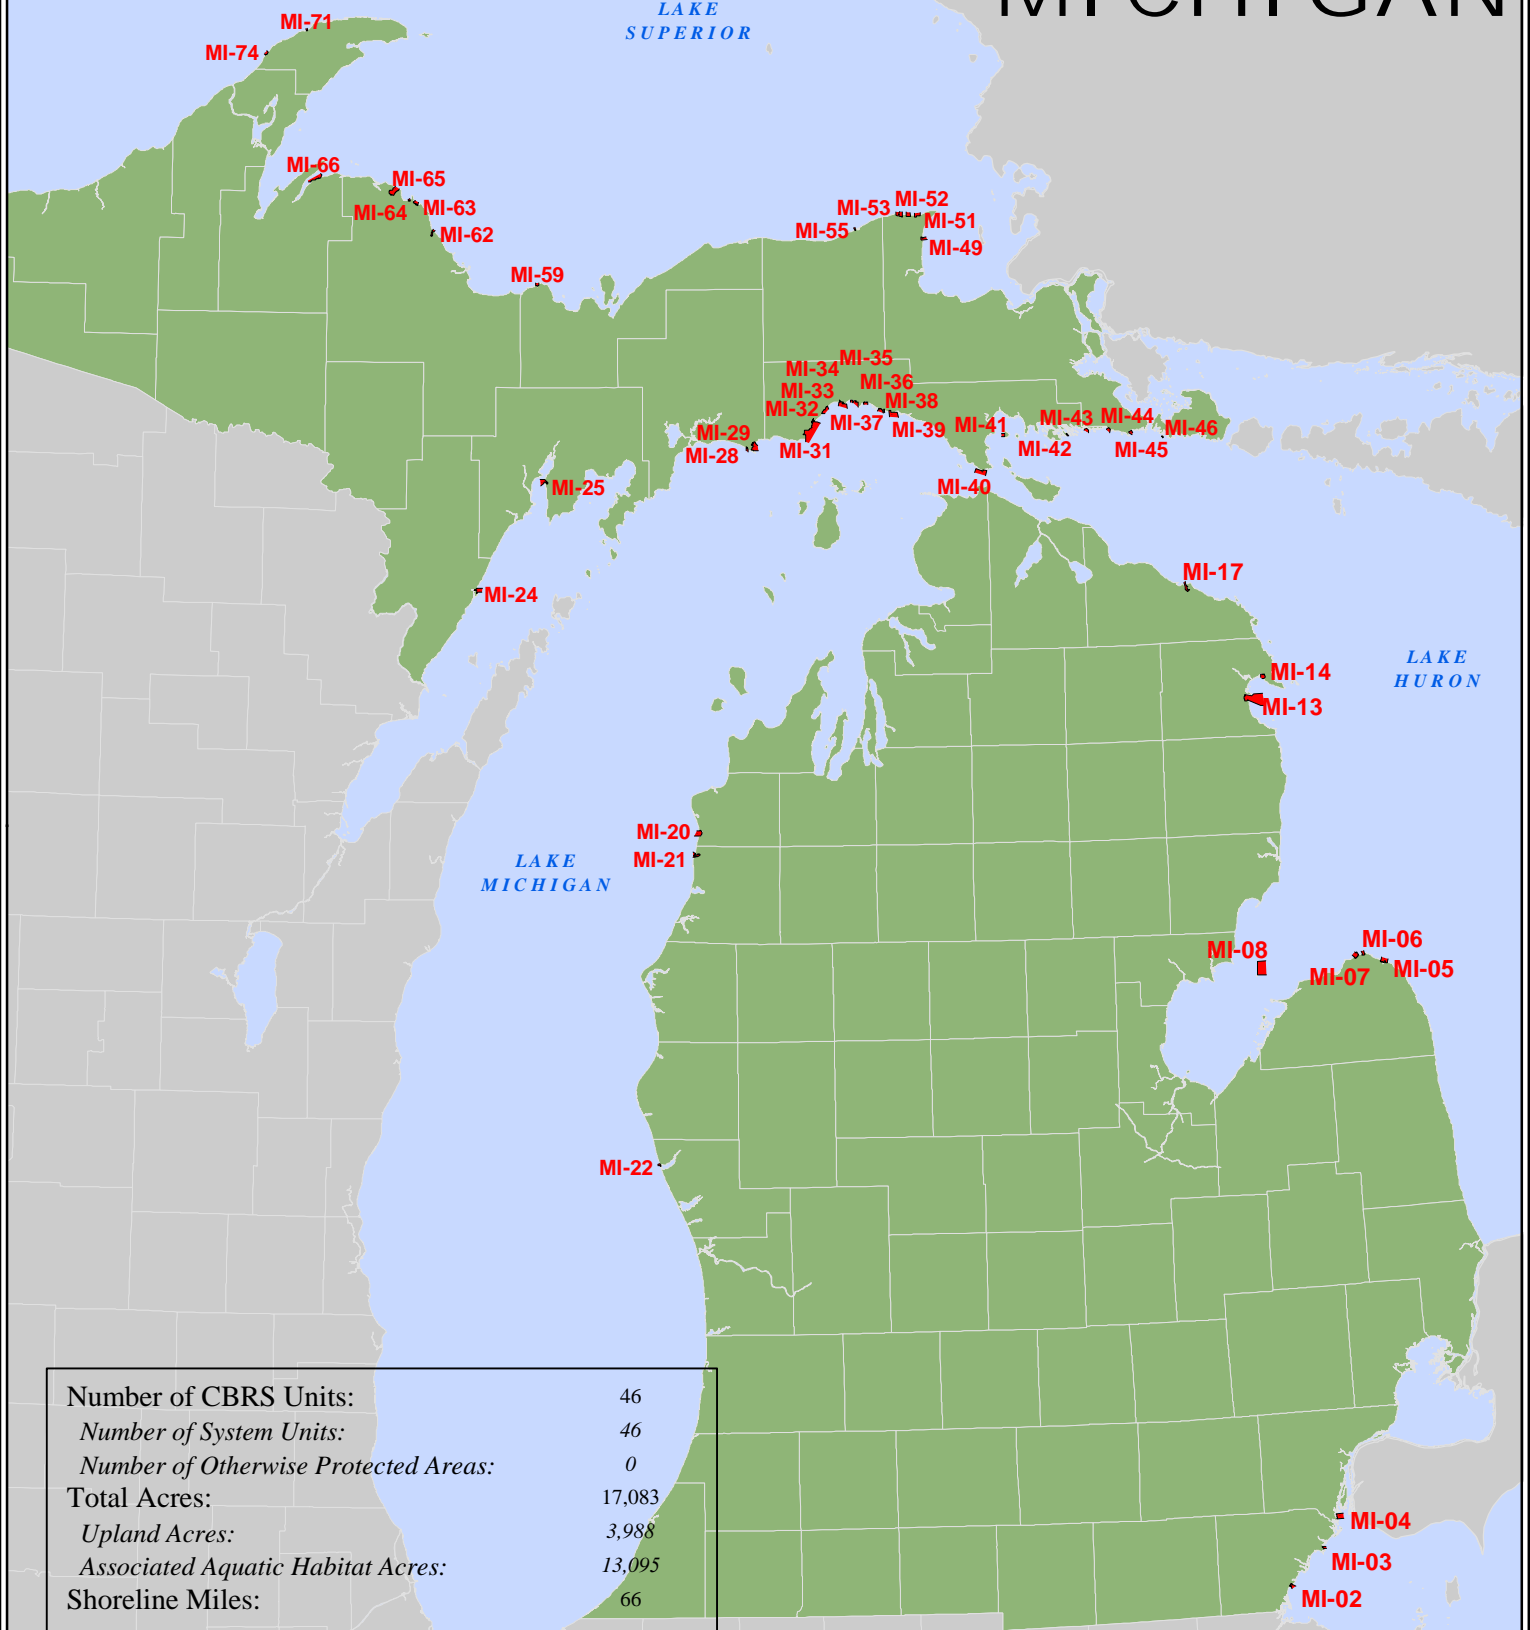 MICHIGAN
LAKE
SUPERIOR
MI-71
MI-74
MI-66
MI-65
MI-64
MI-63
MI-62
MI-59
MI-53
MI-52
MI-51
MI-55
MI-49
MI-35
MI-34
MI-36
MI-33
MI-32
MI-38
MI-37
MI-39
MI-29
MI-28
MI-31
MI-41
MI-43
MI-44
MI-46
MI-42
MI-45
MI-40
MI-25
MI-24
MI-17
LAKE
HURON
MI-14
MI-13
MI-20
MI-21
LAKE
MICHIGAN
MI-08
MI-06
MI-07
MI-05
MI-22
Number of CBRS Units: 46
Number of System Units: 46
Number of Otherwise Protected Areas: 0
Total Acres: 17,083
Upland Acres: 3,988
Associated Aquatic Habitat Acres: 13,095
Shoreline Miles: 66
MI-04
MI-03
MI-02